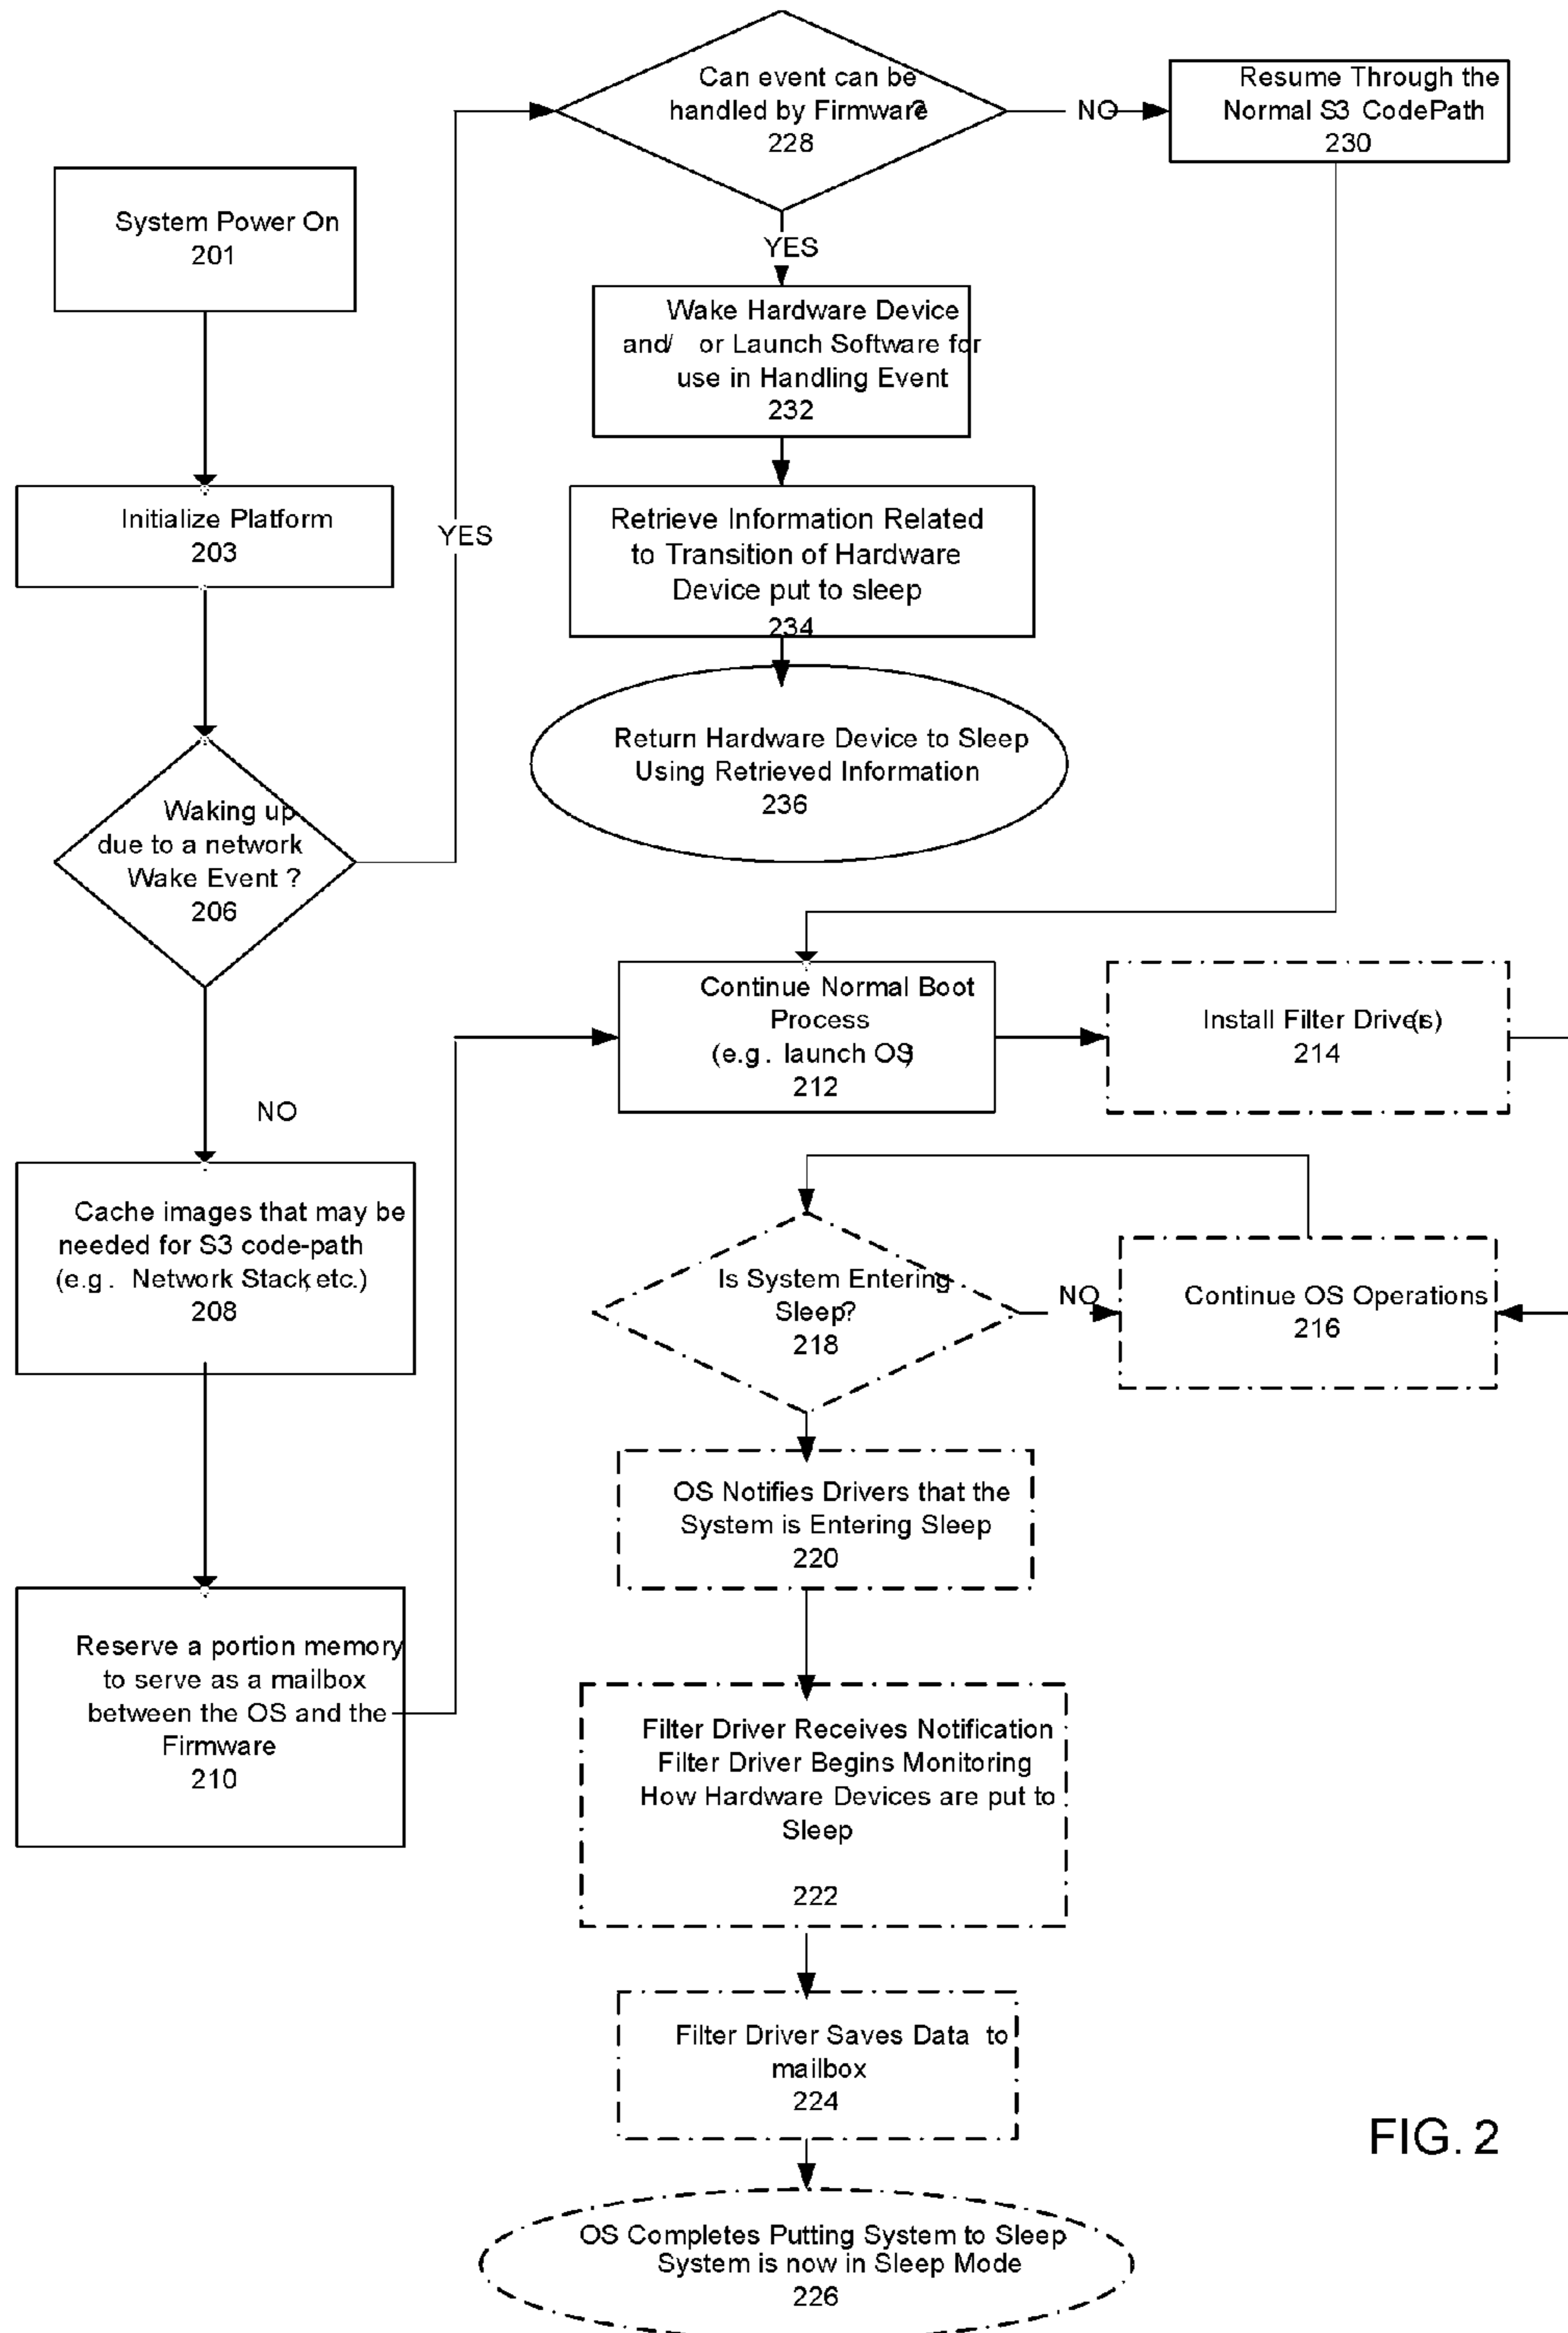 Can event can be
handled by Firmware?
228
NO
Resume Through the
Normal S3 CodePath
230
System Power On
201
YES
Wake Hardware Device
and/ or Launch Software for
use in Handling Event
232
Initialize Platform
203
YES
Retrieve Information Related
to Transition of Hardware
Device put to sleep
234
Return Hardware Device to Sleep
Using Retrieved Information
236
Waking up
due to a network
Wake Event ?
206
NO
Continue Normal Boot
Process
(e.g. launch OS)
212
Install Filter Driver(s)
214
Cache images that may be
needed for S3 code-path
(e.g. Network Stack, etc.)
208
Is System Entering
Sleep?
218
NO
Continue OS Operations
216
OS Notifies Drivers that the
System is Entering Sleep
220
Reserve a portion memory
to serve as a mailbox
between the OS and the
Firmware
210
Filter Driver Receives Notification
Filter Driver Begins Monitoring
How Hardware Devices are put to
Sleep
222
Filter Driver Saves Data to
mailbox
224
OS Completes Putting System to Sleep
System is now in Sleep Mode
226
FIG. 2